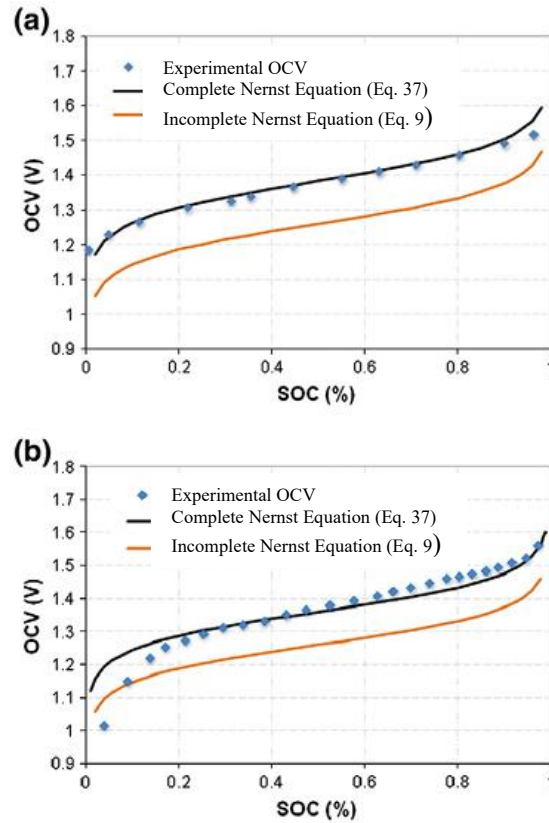 (a)
1.8
1.7
1.6
1.5
1.4
1.3
1.2
1.1
1
0.9
OCV (V)
Experimental OCV
Complete Nernst Equation (Eq. 37)
Incomplete Nernst Equation (Eq. 9)
0
0.2
0.4
0.6
0.8
1
SOC (%)
(b)
1.8
1.7
1.6
1.5
1.4
1.3
1.2
1.1
1
0.9
OCV (V)
Experimental OCV
Complete Nernst Equation (Eq. 37)
Incomplete Nernst Equation (Eq. 9)
0
0.2
0.4
0.6
0.8
1
SOC (%)